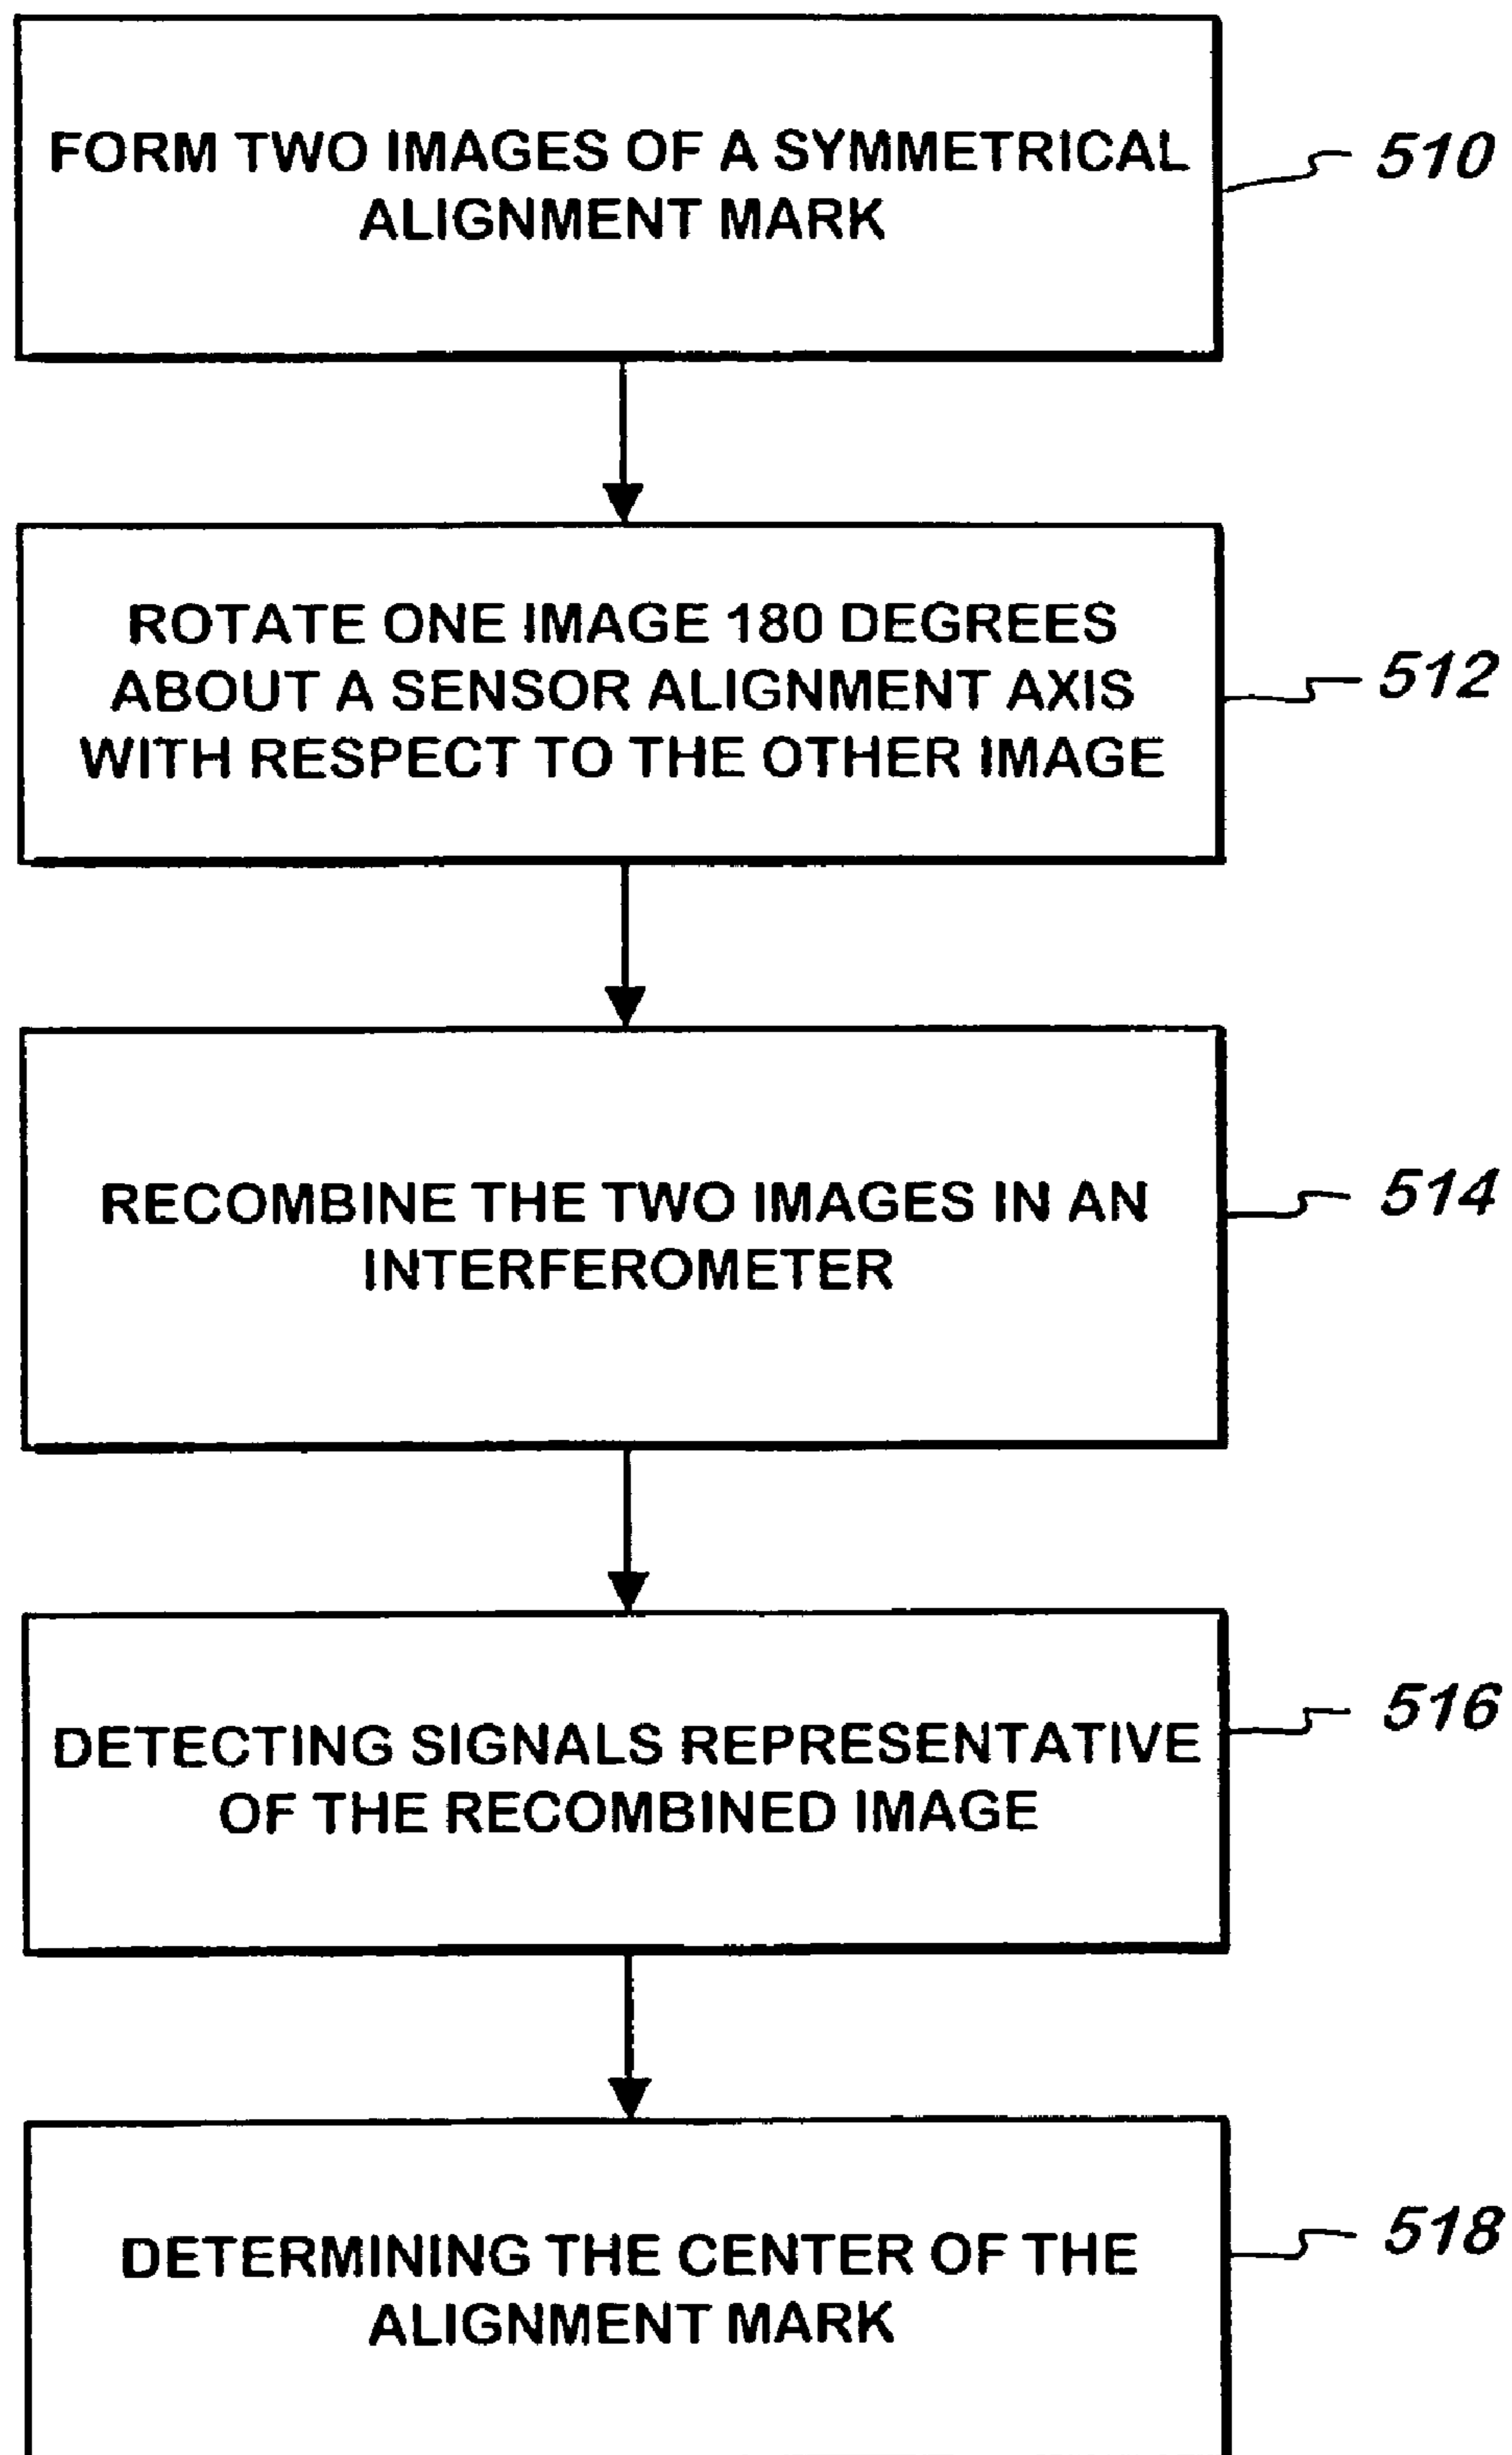 FORM TWO IMAGES OF A SYMMETRICAL
ALIGNMENT MARK
510
ROTATE ONE IMAGE 180 DEGREES
ABOUT A SENSOR ALIGNMENT AXIS
WITH RESPECT TO THE OTHER IMAGE
512
RECOMBINE THE TWO IMAGES IN AN
INTERFEROMETER
514
DETECTING SIGNALS REPRESENTATIVE
OF THE RECOMBINED IMAGE
516
DETERMINING THE CENTER OF THE
ALIGNMENT MARK
518